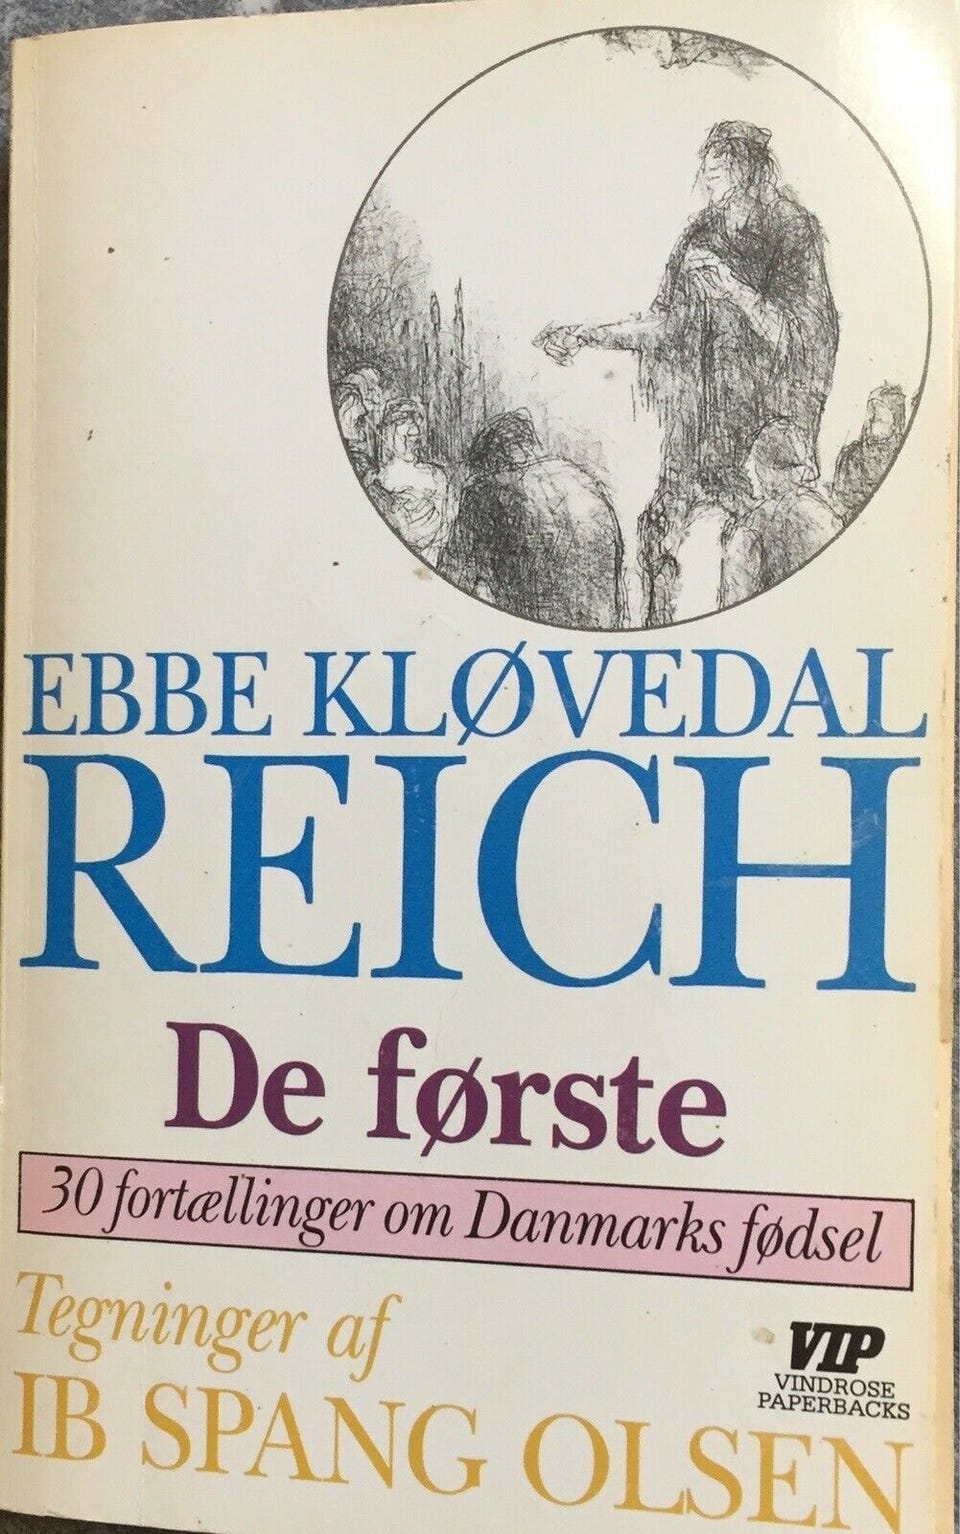 EBBE KLØVEDAL
REICH
De første
30 fortællinger om Danmarks fødsel
Tegninger af
IB SPANG OLSEN
VIP
VINDROSE
PAPERBACKS